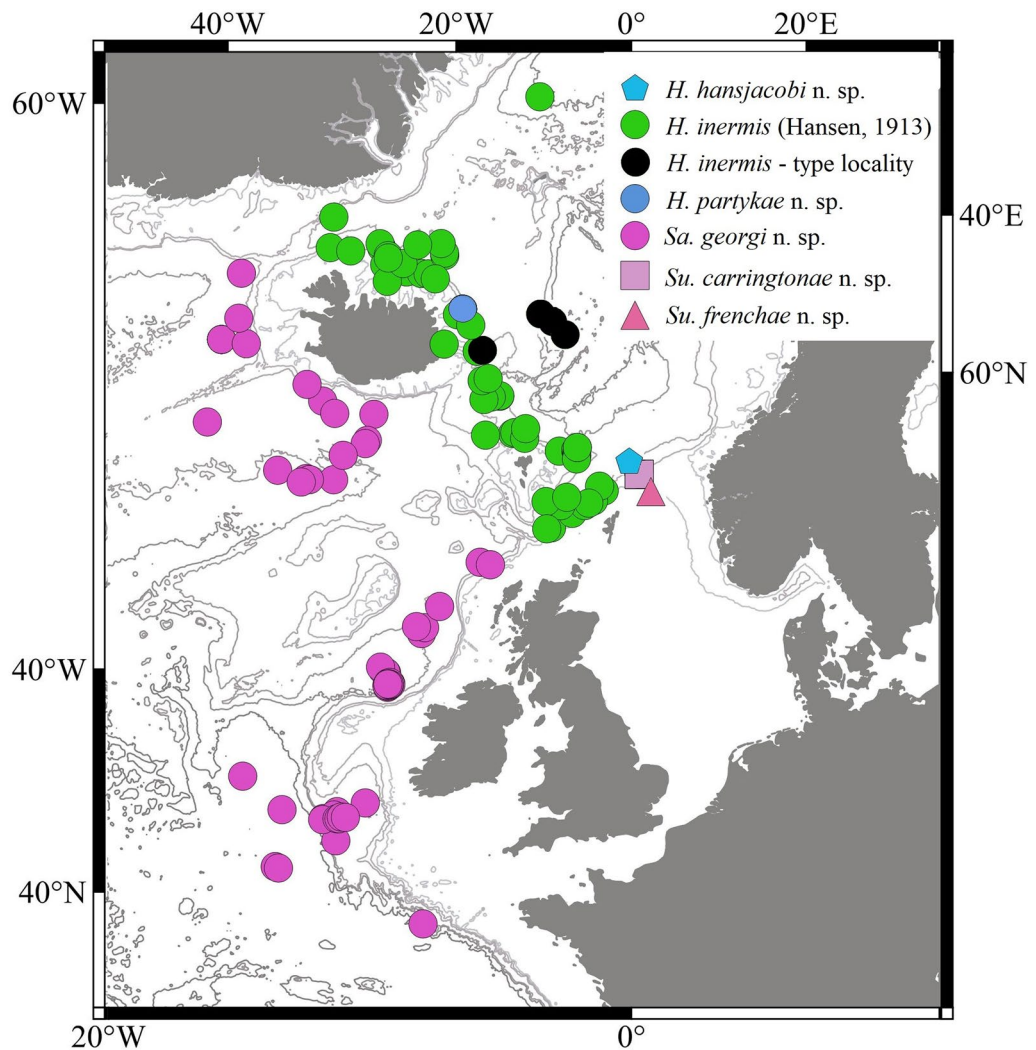 40°W 20°W 0° 20°E
60°W
H. hansjacobi n. sp.
H. inermis (Hansen, 1913)
H. inermis - type locality
H. partykae n. sp.
Sa. georgi n. sp.
Su. carringtonae n. sp.
Su. frenchae n. sp.
40°E
60°N
40°W
40°N
20°W 0°